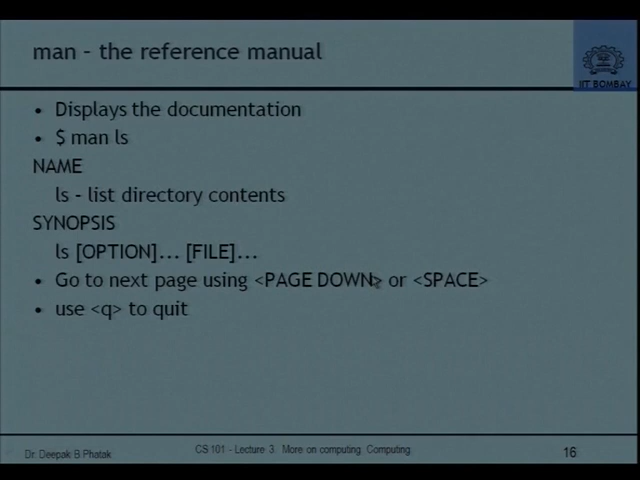 man – the reference manual
IIT BOMBAY
• Displays the documentation
• $ man ls
NAME
ls – list directory contents
SYNOPSIS
ls [OPTION]... [FILE]...
• Go to next page using <PAGE DOWN> or <SPACE>
• use <q> to quit
Dr. Deepak B Phatak
CS 101 - Lecture 3. More on computing Computing
16